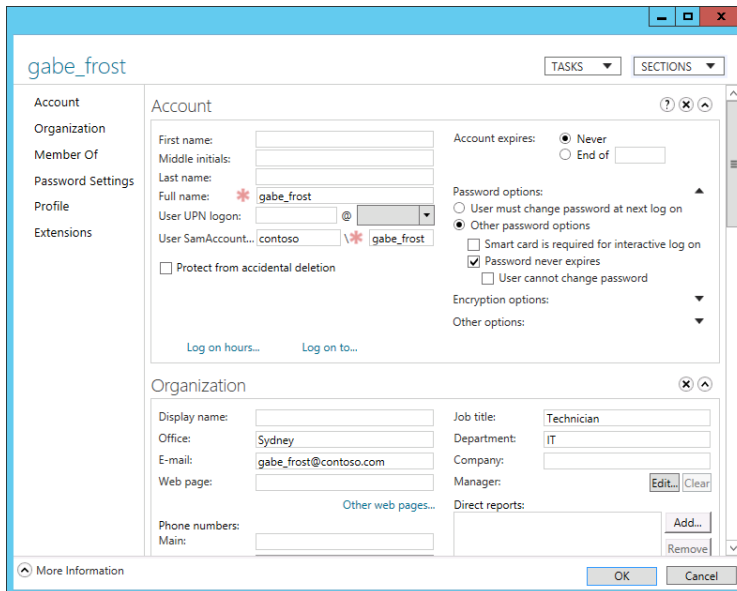 gabe_frost
TASKS
SECTIONS
Account
Organization
Member Of
Password Settings
Profile
Extensions
Account
First name:
Middle initials:
Last name:
Full name: * gabe_frost
User UPN logon: @
User SamAccount... contoso \* gabe_frost
Protect from accidental deletion
Log on hours... Log on to...
Account expires: Never
End of
Password options:
User must change password at next log on
Other password options
Smart card is required for interactive log on
Password never expires
User cannot change password
Encryption options:
Other options:
Organization
Display name:
Office: Sydney
E-mail: gabe_frost@contoso.com
Web page:
Other web pages...
Phone numbers:
Main:
Job title: Technician
Department: IT
Company:
Manager: Edit... Clear
Direct reports:
Add...
Remove
More Information
OK Cancel